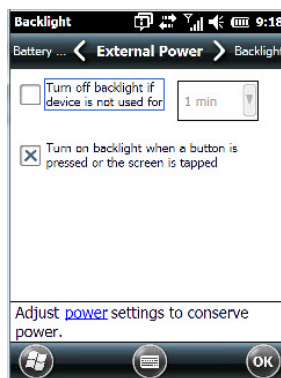 Backlight 9:18
Battery ... External Power Backlight
Turn off backlight if
device is not used for
1 min
Turn on backlight when a button is
pressed or the screen is tapped
Adjust power settings to conserve
power.
OK